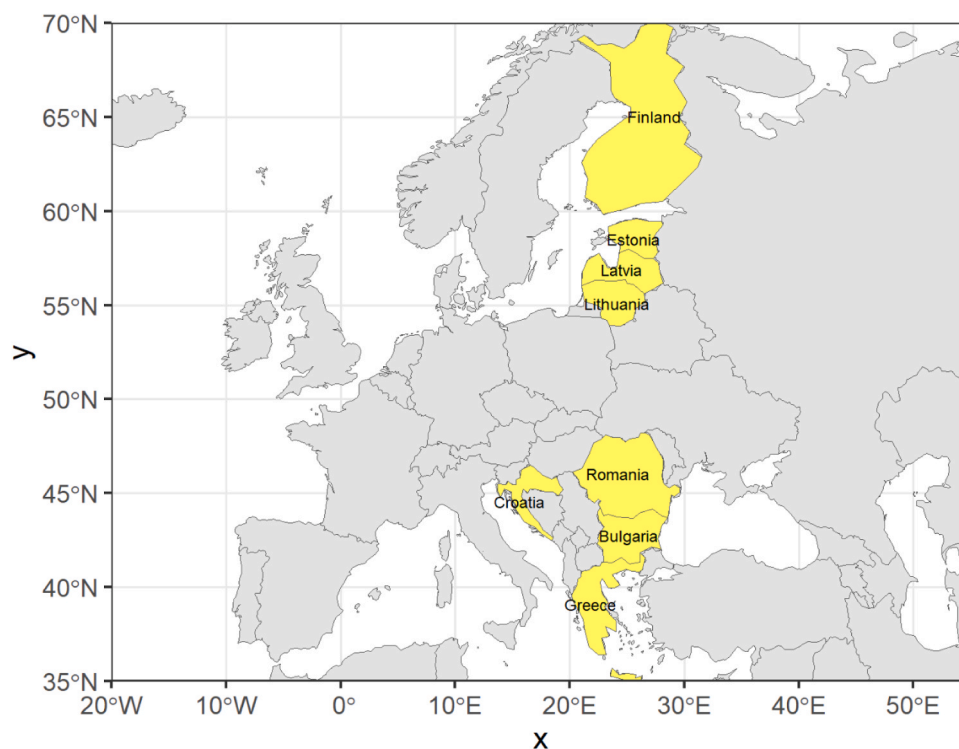 70°N
65°N
60°N
55°N
50°N
45°N
40°N
35°N
y
Finland
Estonia
Latvia
Lithuania
Romania
Croatia
Bulgaria
Greece
20°W 10°W 0° 10°E 20°E 30°E 40°E 50°E
x